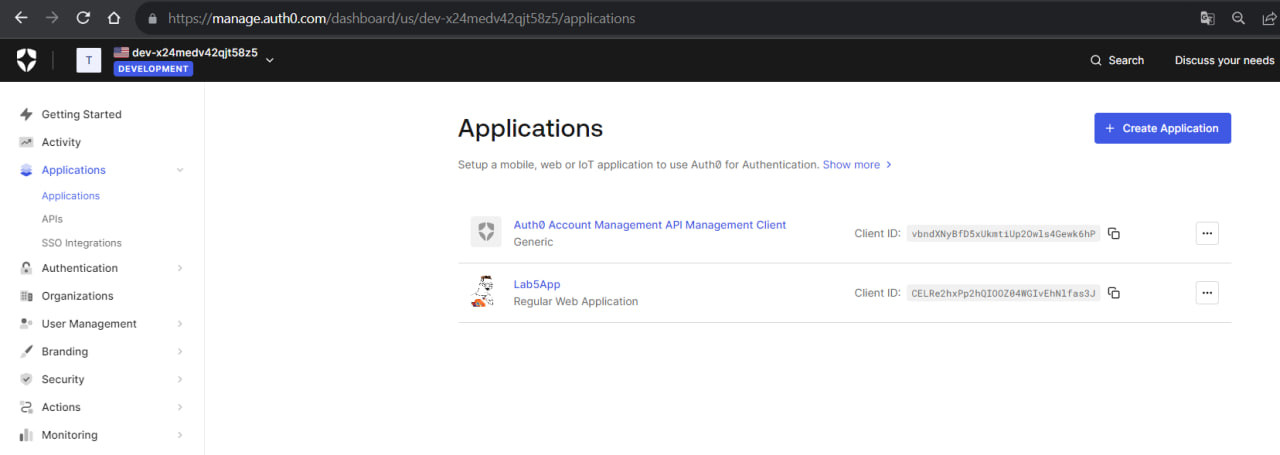 https://manage.auth0.com/dashboard/us/dev-x24medv42qjt58z5/applications
T
dev-x24medv42qjt58z5
DEVELOPMENT
Search
Discuss your needs
Getting Started
Activity
Applications
Applications
APIs
SSO Integrations
Authentication
Organizations
User Management
Branding
Security
Actions
Monitoring
Applications
+ Create Application
Setup a mobile, web or IoT application to use Auth0 for Authentication. Show more >
Auth0 Account Management API Management Client
Generic
Client ID: vbndXNyBfD5xUkmtiUp2Owls4Gewk6hP
Lab5App
Regular Web Application
Client ID: CELRe2hxPp2hQIOOZ04WGIvEhNlfas3J